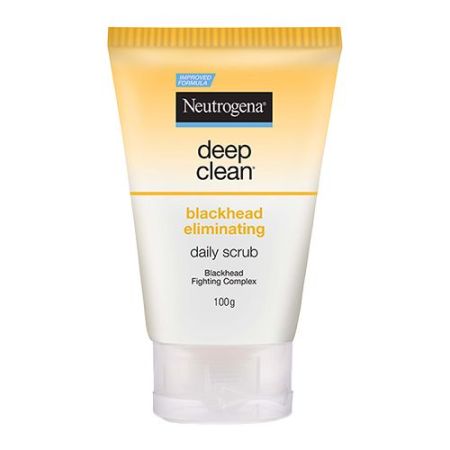 IMPROVED
FORMULA
Neutrogena®
deep
clean®
blackhead
eliminating
daily scrub
Blackhead
Fighting Complex
100g